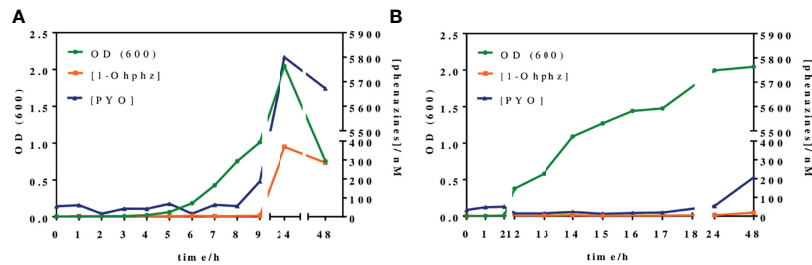 A
B
2.5
2.0
1.5
1.0
0.5
0.0
OD (600)
OD (600)
[1-Ohphz]
[PYO]
5900
5800
5700
5600
5500
400
300
200
100
0
[phenazines]/ nM
0 1 2 3 4 5 6 7 8 9 24 48
time/h
2.5
2.0
1.5
1.0
0.5
0.0
OD (600)
OD (600)
[1-Ohphz]
[PYO]
5900
5800
5700
5600
5500
400
300
200
100
0
[phenazines]/ nM
0 1 2 12 13 14 15 16 17 18 24 48
time/h